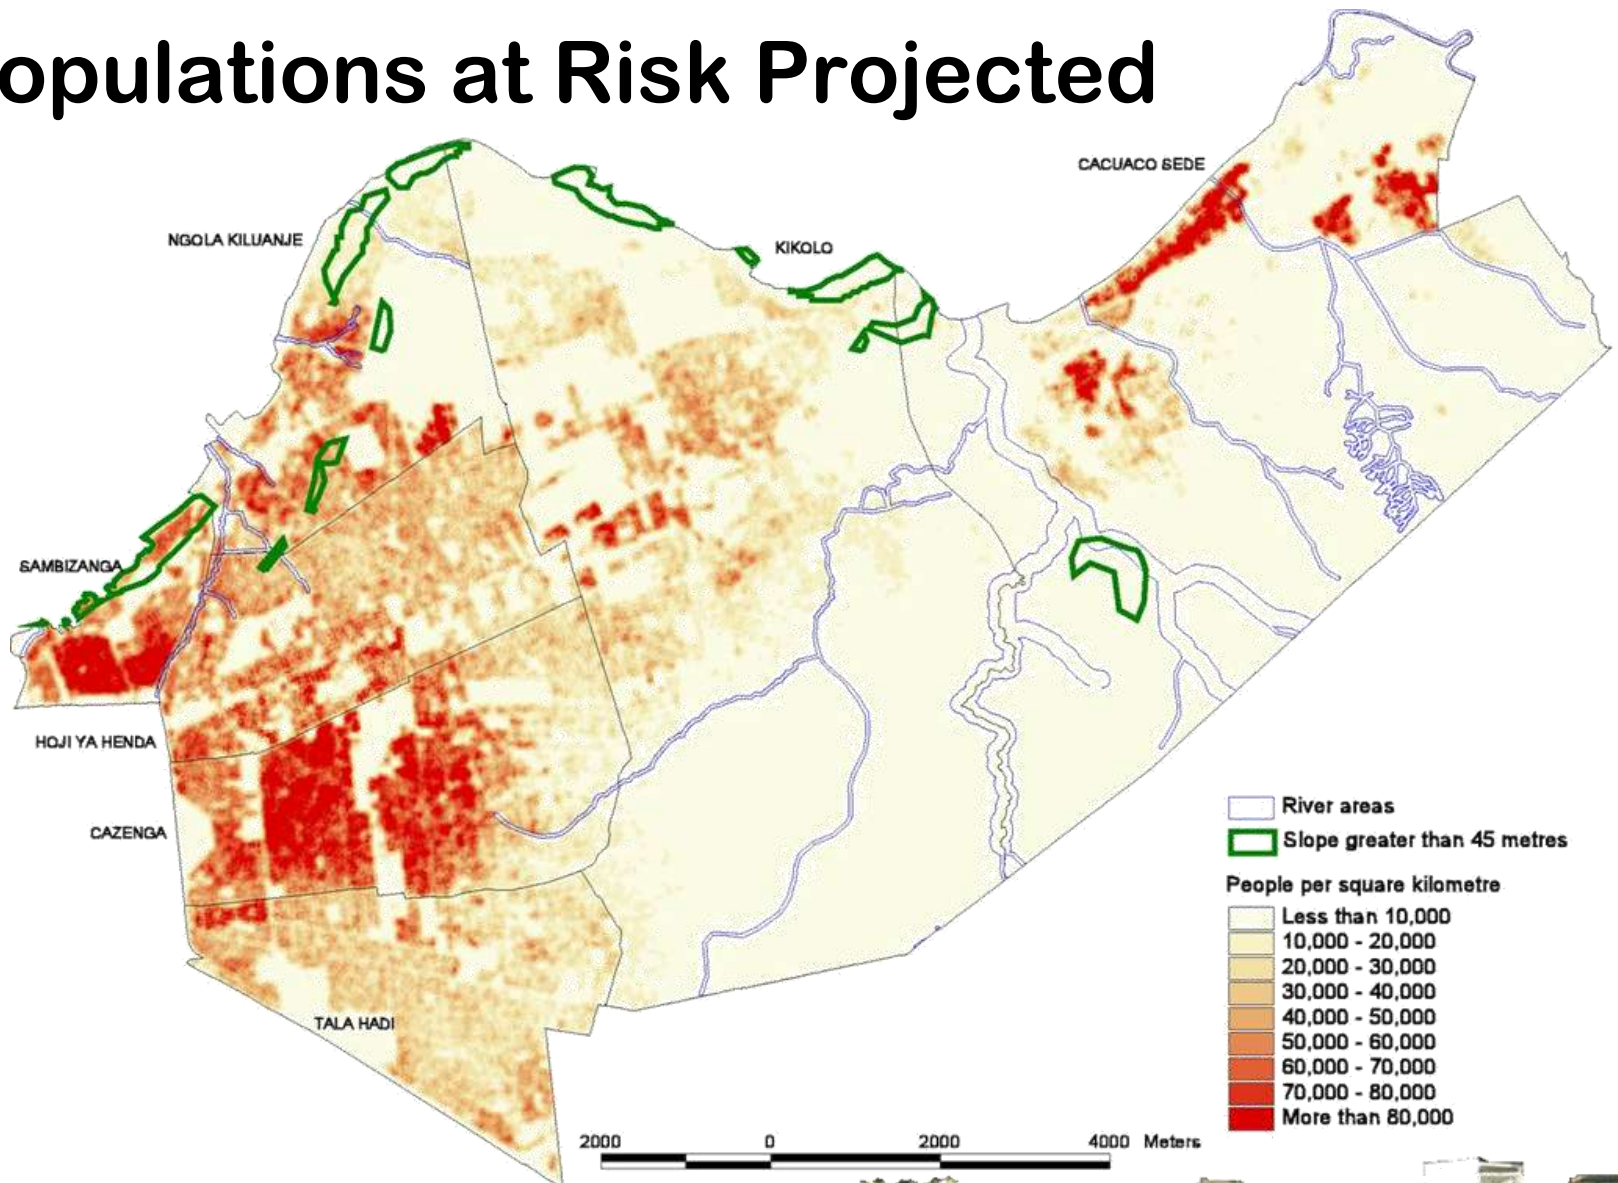 opulations at Risk Projected
CACUACO SEDE
NGOLA KILUANJE
KIKOLO
SAMBIZANGA
HOJI YA HENDA
CAZENGA
TALA HADI
River areas
Slope greater than 45 metres
People per square kilometre
Less than 10,000
10,000 - 20,000
20,000 - 30,000
30,000 - 40,000
40,000 - 50,000
50,000 - 60,000
60,000 - 70,000
70,000 - 80,000
More than 80,000
2000 0 2000 4000 Meters